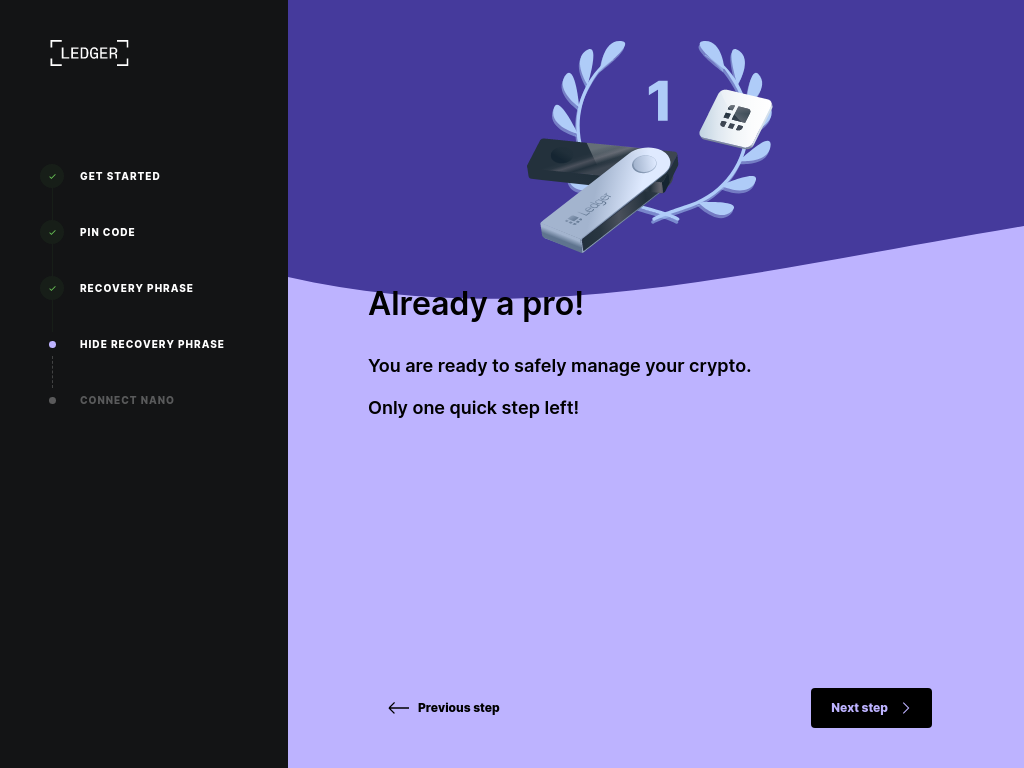 LEDGER
GET STARTED
PIN CODE
RECOVERY PHRASE
HIDE RECOVERY PHRASE
CONNECT NANO
1
Ledger
Already a pro!
You are ready to safely manage your crypto.
Only one quick step left!
Previous step
Next step